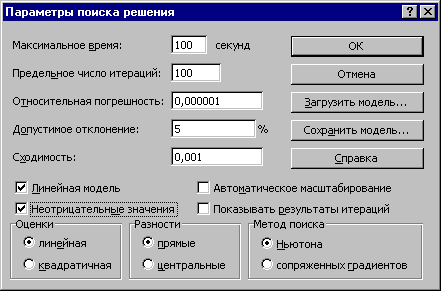 Параметры поиска решения
Максимальное время: 100 секунд OK
Предельное число итераций: 100 Отмена
Относительная погрешность: 0,000001 Загрузить модель...
Допустимое отклонение: 5 % Сохранить модель...
Сходимость: 0,001 Справка
Линейная модель Автоматическое масштабирование
Неотрицательные значения Показывать результаты итераций
Оценки Разности Метод поиска
линейная прямые Ньютона
квадратичная центральные сопряженных градиентов